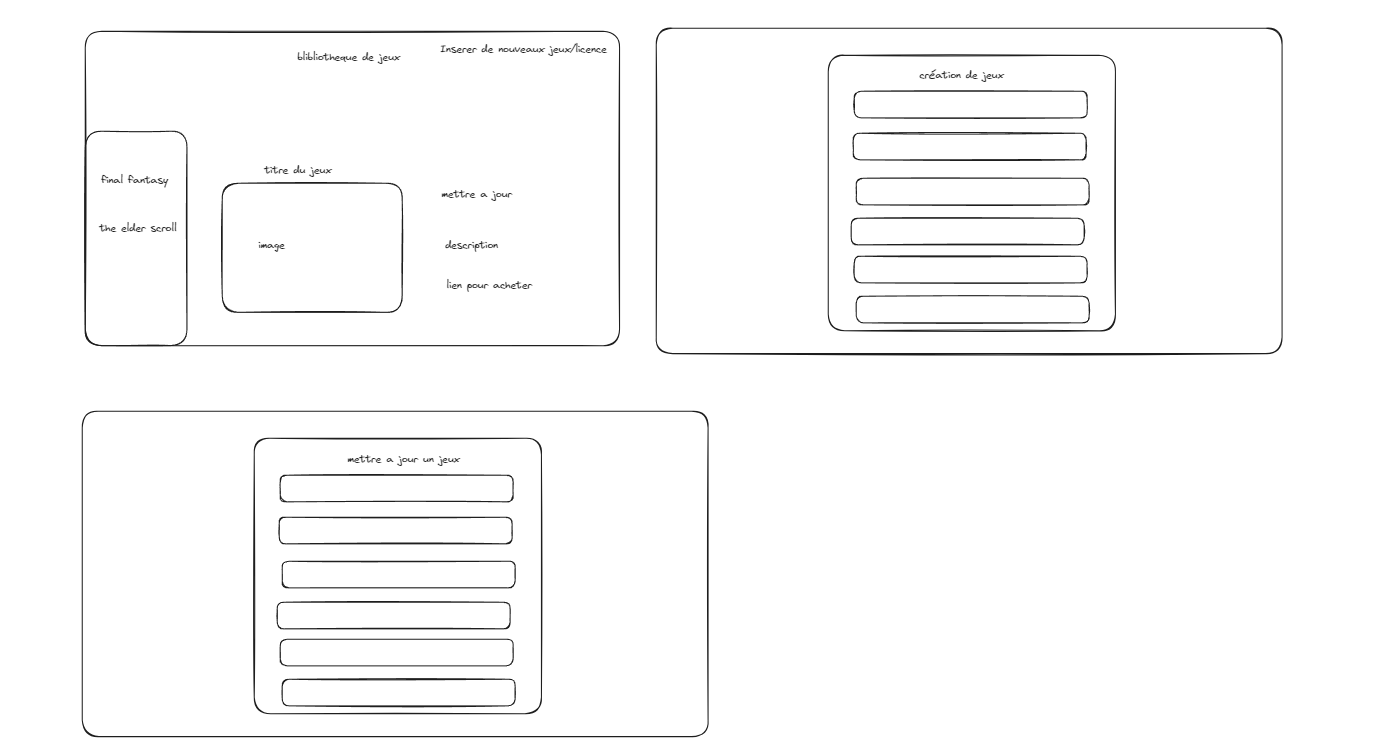 blibliotheque de jeux
Inserer de nouveaux jeux/licence
final fantasy
the elder scroll
titre du jeux
image
mettre a jour
description
lien pour acheter
création de jeux
mettre a jour un jeux